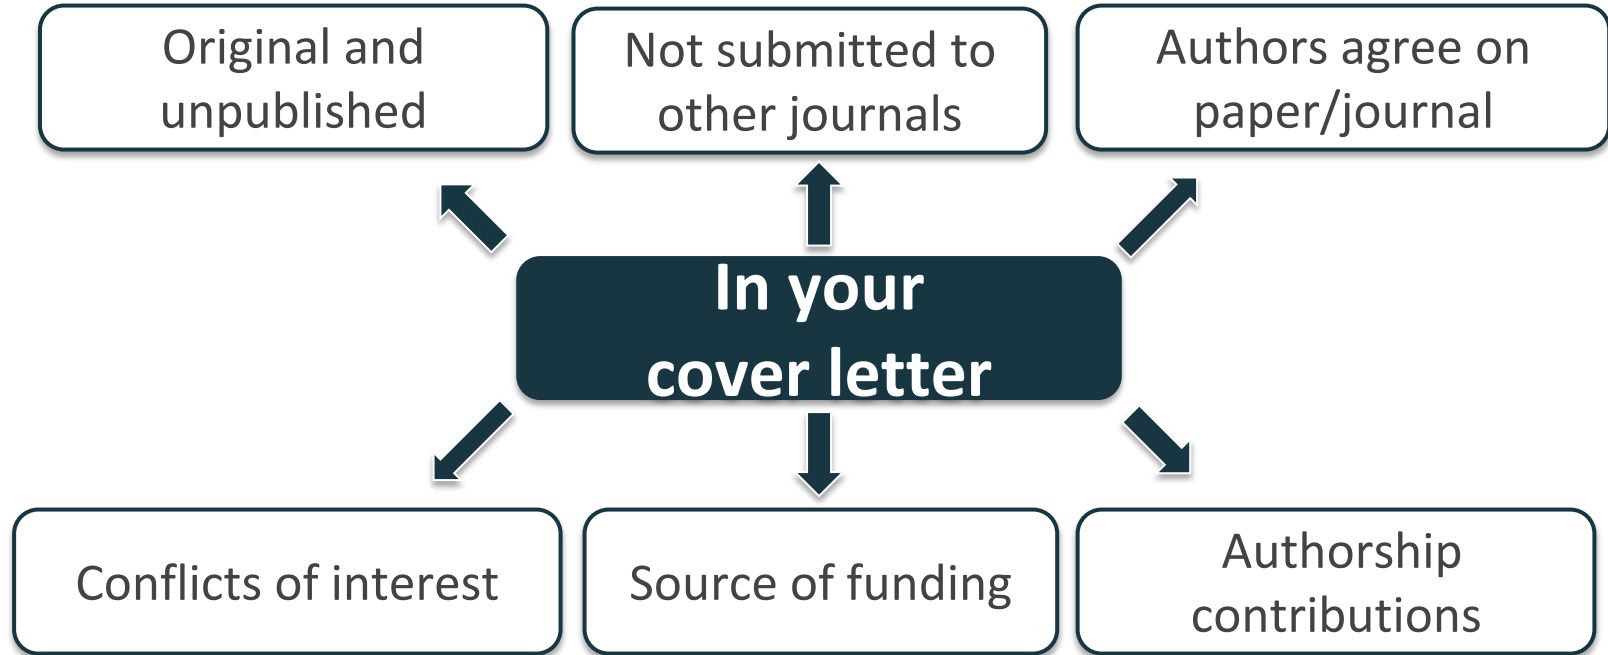 Original and
unpublished
Not submitted to
other journals
Authors agree on
paper/journal
In your
cover letter
Conflicts of interest
Source of funding
Authorship
contributions